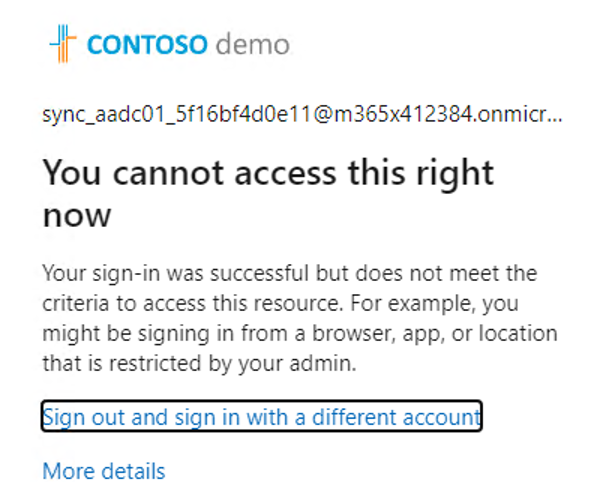 CONTOSO demo
sync_aadc01_5f16bf4d0e11@m365x412384.onmicr...
You cannot access this right
now
Your sign-in was successful but does not meet the
criteria to access this resource. For example, you
might be signing in from a browser, app, or location
that is restricted by your admin.
Sign out and sign in with a different account
More details